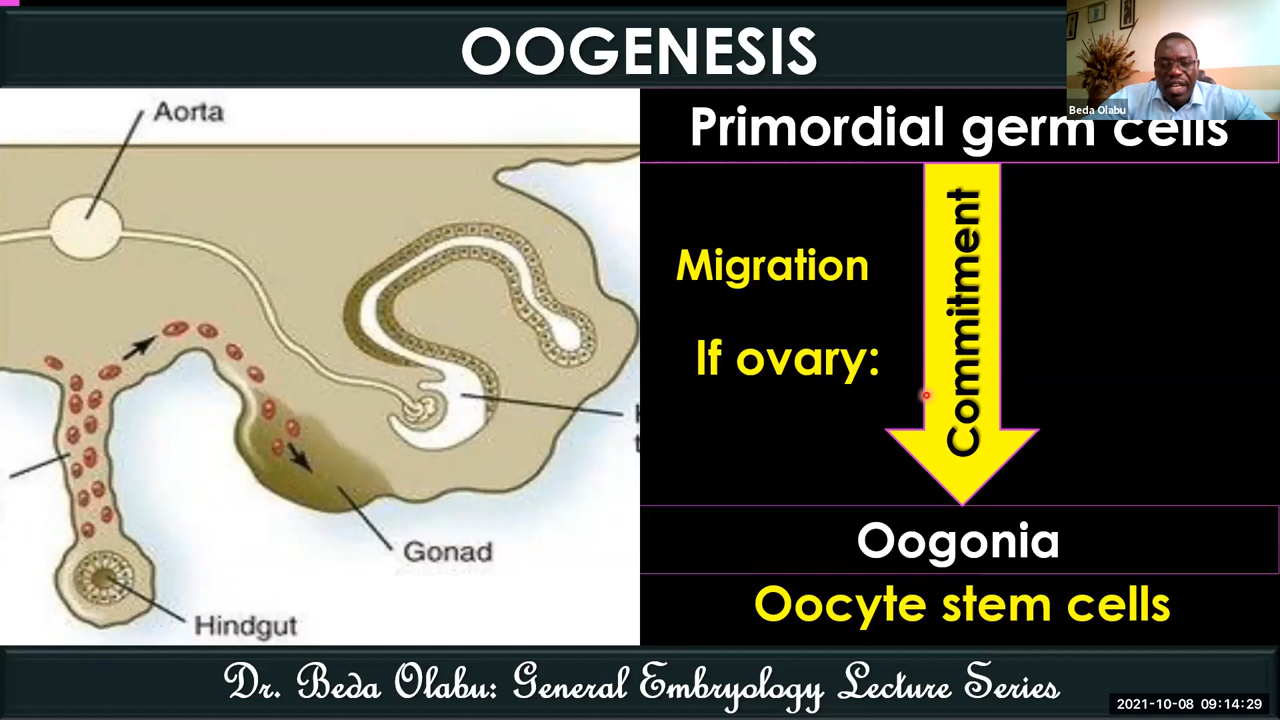 OOGENESIS
Beda Olabu
Aorta
Gonad
Hindgut
Primordial germ cells
Migration
If ovary:
Commitment
Oogonia
Oocyte stem cells
Dr. Beda Olabu: General Embryology Lecture Series
2021-10-08 09:14:29